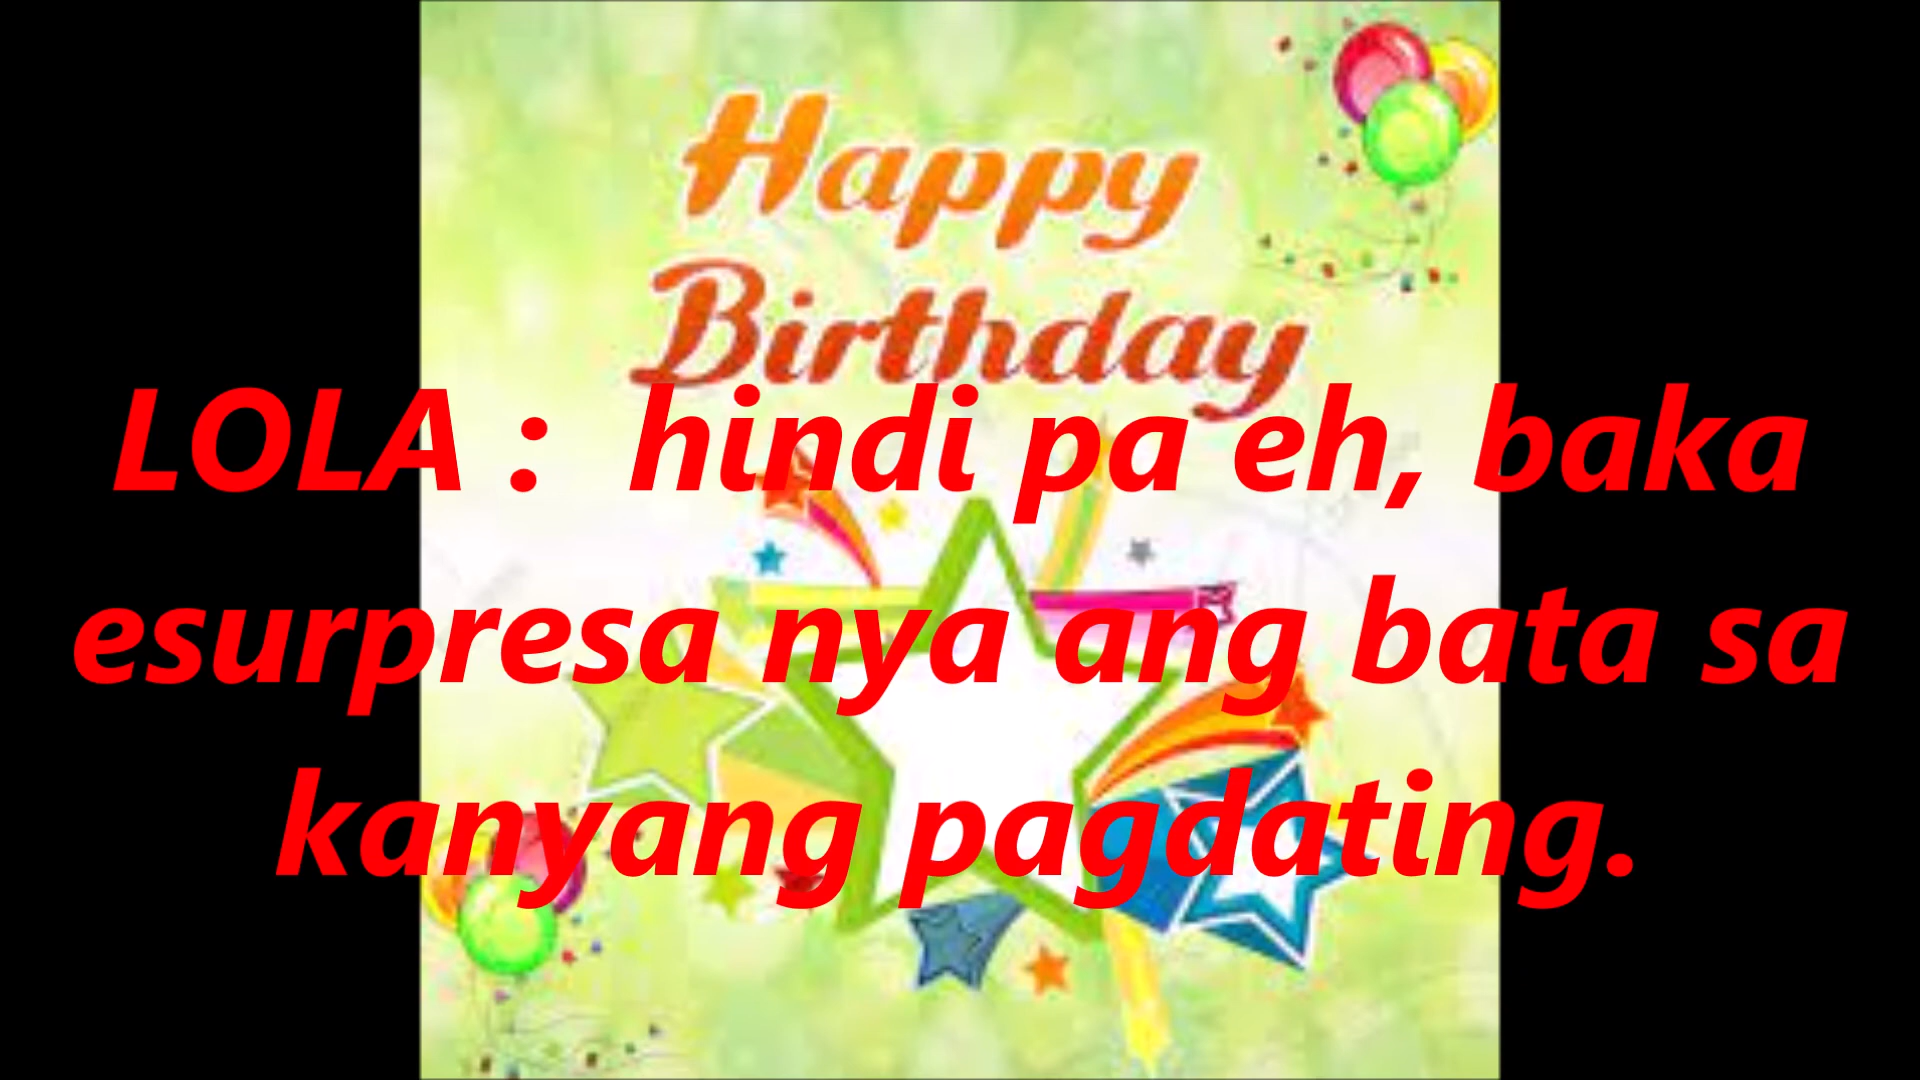 Happy
Birthday
LOLA :  hindi pa eh, baka
esurpresa nya ang bata sa
kanyang pagdating.